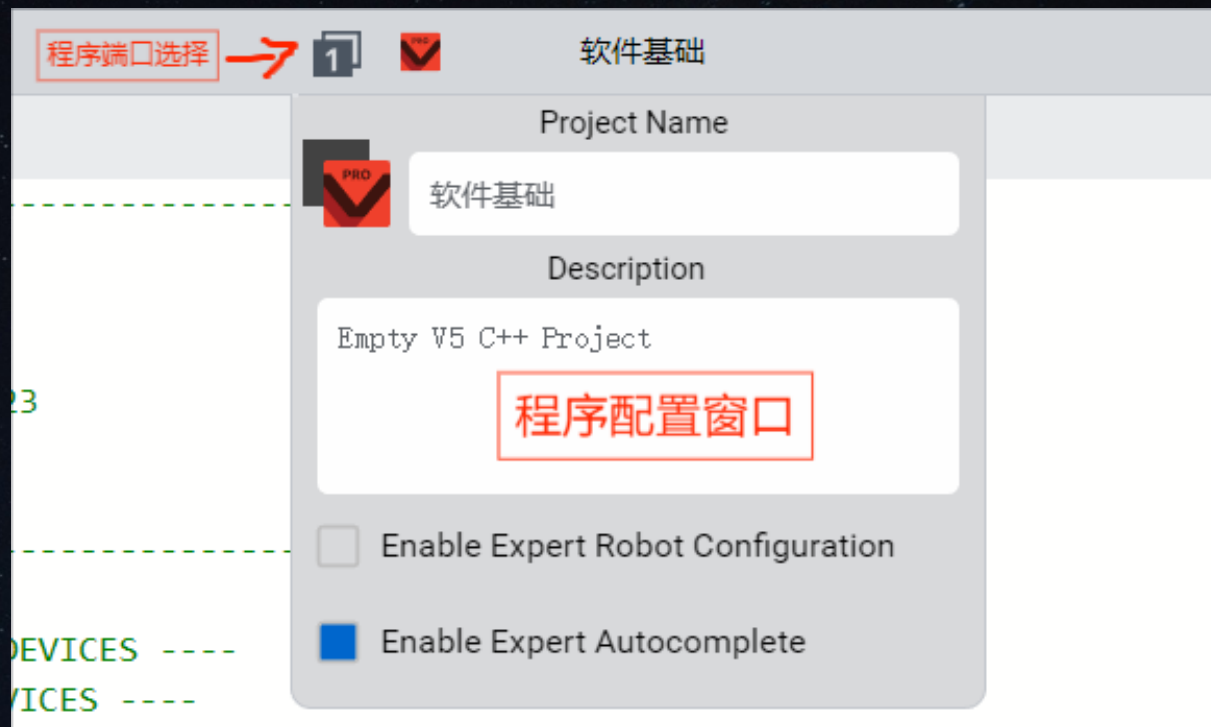 程序端口选择
1
PRO
软件基础
Project Name
PRO
软件基础
Description
Empty V5 C++ Project
程序配置窗口
23
Enable Expert Robot Configuration
Enable Expert Autocomplete
DEVICES ----
VICES ----